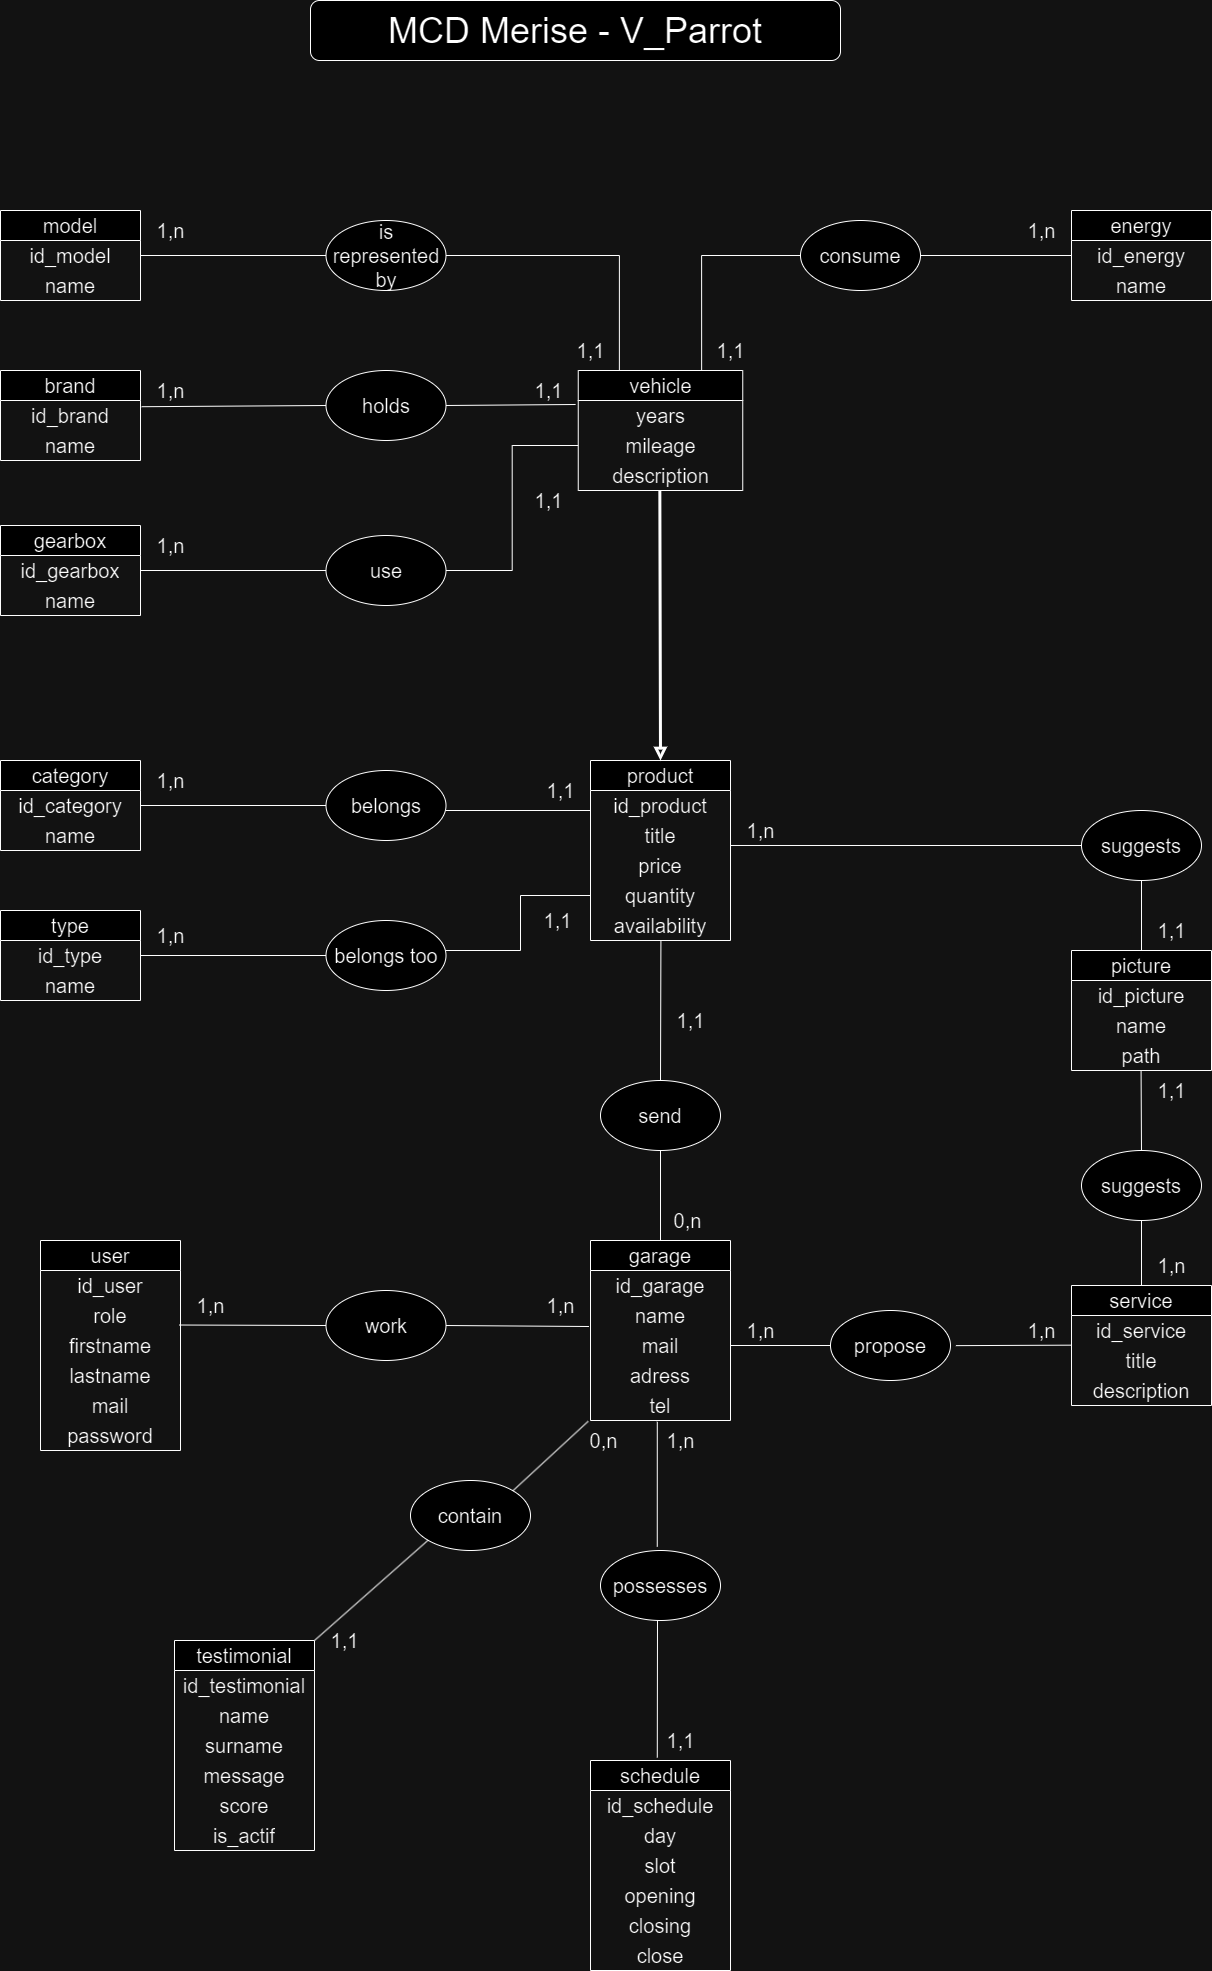 MCD Merise - V_Parrot
model
id_model
name
1,n
is
represented
by
1,1
consume
1,1
1,n
energy
id_energy
name
brand
id_brand
name
1,n
holds
1,1
vehicle
years
mileage
description
gearbox
id_gearbox
name
1,n
use
1,1
category
id_category
name
1,n
belongs
1,1
product
id_product
title
price
quantity
availability
1,n
suggests
type
id_type
name
1,n
belongs too
1,1
1,1
picture
id_picture
name
path
1,1
send
1,1
suggests
0,n
1,n
user
id_user
role
firstname
lastname
mail
password
1,n
work
1,n
garage
id_garage
name
mail
adress
tel
1,n
propose
1,n
service
id_service
title
description
0,n
1,n
contain
possesses
1,1
testimonial
id_testimonial
name
surname
message
score
is_actif
1,1
schedule
id_schedule
day
slot
opening
closing
close